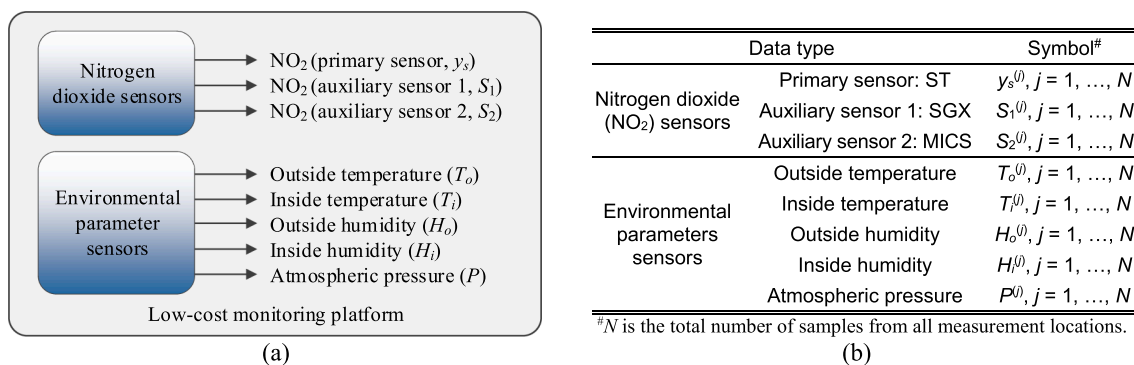 Nitrogen
dioxide sensors
NO₂ (primary sensor, yₛ)
NO₂ (auxiliary sensor 1, S₁)
NO₂ (auxiliary sensor 2, S₂)
Environmental
parameter
sensors
Outside temperature (Tₒ)
Inside temperature (Tᵢ)
Outside humidity (Hₒ)
Inside humidity (Hᵢ)
Atmospheric pressure (P)
Low-cost monitoring platform
(a)
Data type Symbol#
Nitrogen dioxide
(NO₂) sensors
Primary sensor: ST yₛ⁽ʲ⁾, j = 1, …, N
Auxiliary sensor 1: SGX S₁⁽ʲ⁾, j = 1, …, N
Auxiliary sensor 2: MICS S₂⁽ʲ⁾, j = 1, …, N
Environmental
parameters
sensors
Outside temperature Tₒ⁽ʲ⁾, j = 1, …, N
Inside temperature Tᵢ⁽ʲ⁾, j = 1, …, N
Outside humidity Hₒ⁽ʲ⁾, j = 1, …, N
Inside humidity Hᵢ⁽ʲ⁾, j = 1, …, N
Atmospheric pressure P⁽ʲ⁾, j = 1, …, N
#N is the total number of samples from all measurement locations.
(b)